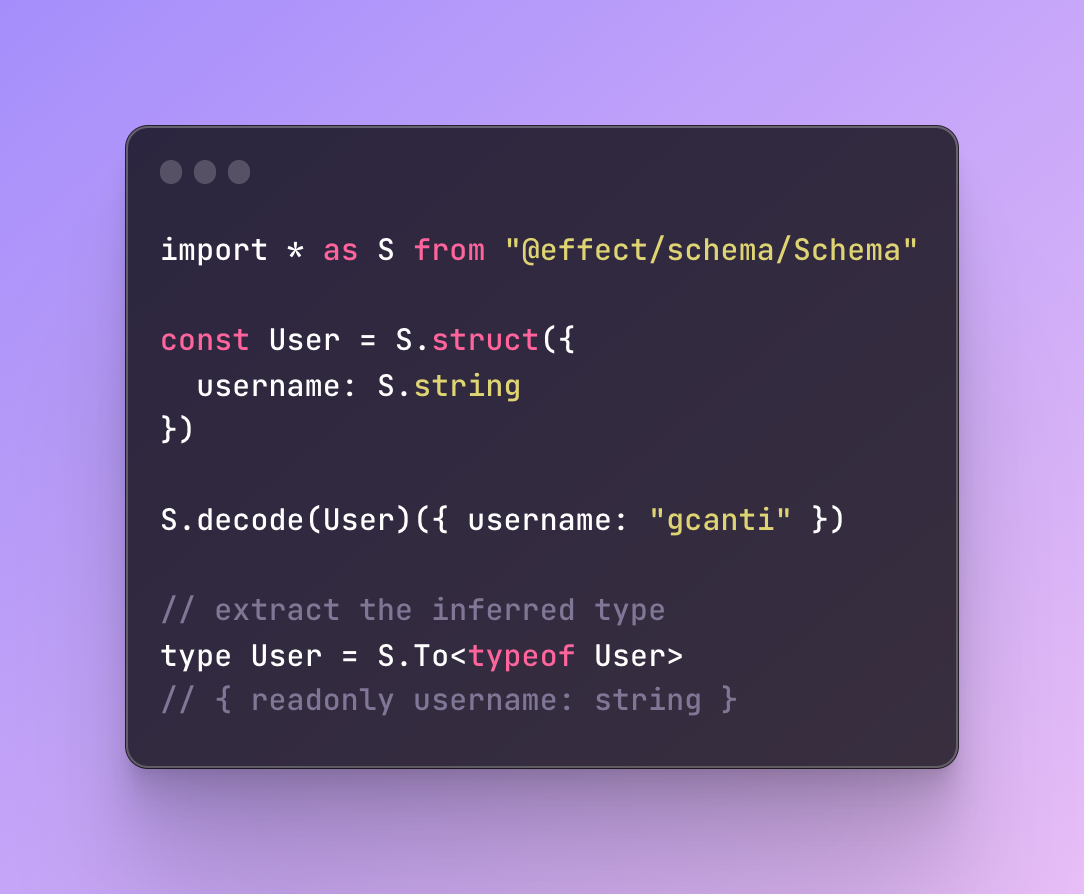 import * as S from "@effect/schema/Schema"
const User = S.struct({
  username: S.string
})
S.decode(User)({ username: "gcanti" })
// extract the inferred type
type User = S.To<typeof User>
// { readonly username: string }